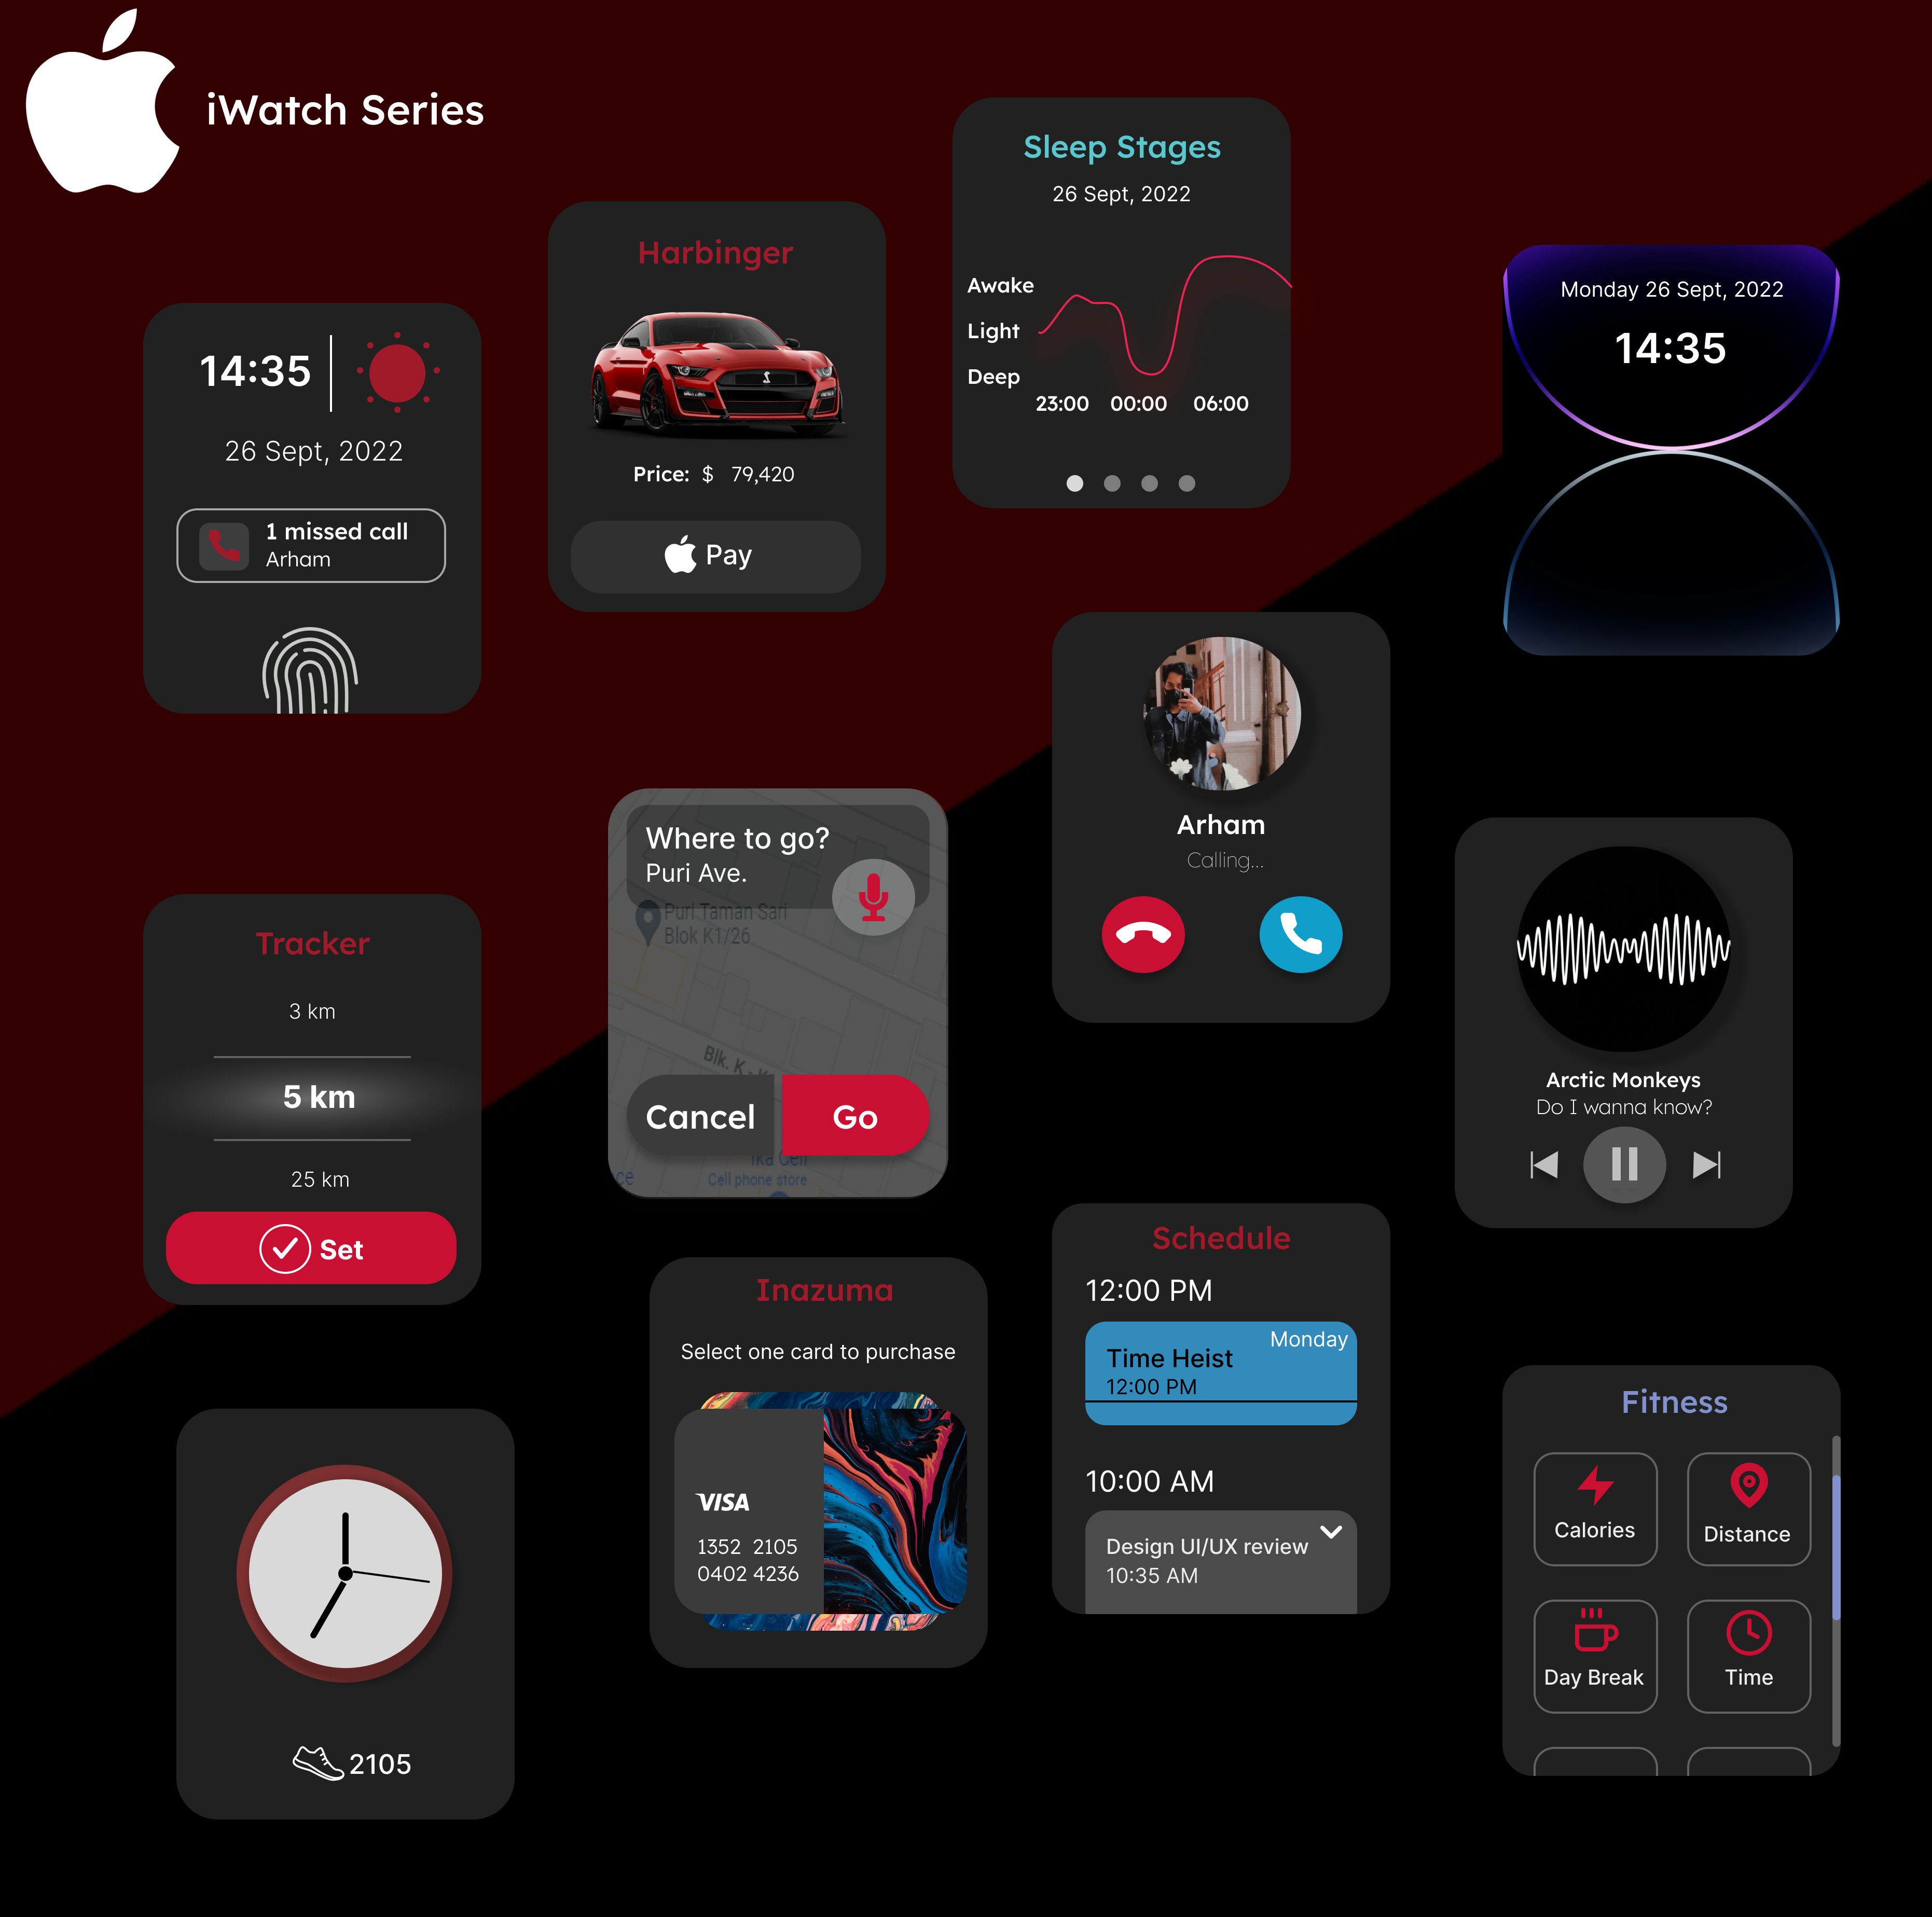 iWatch Series
14:35
26 Sept, 2022
1 missed call
Arham
Harbinger
Price: $ 79,420
Pay
Sleep Stages
26 Sept, 2022
Awake
Light
Deep
23:00 00:00 06:00
Monday 26 Sept, 2022
14:35
Tracker
3 km
5 km
25 km
Set
Where to go?
Puri Ave.
Puri Taman Sari
Blok K1/26
Blk. K - K
Cancel
Go
Ika Cell
Cell phone store
ce
Arham
Calling...
Arctic Monkeys
Do I wanna know?
2105
Inazuma
Select one card to purchase
VISA
1352 2105
0402 4236
Schedule
12:00 PM
Monday
Time Heist
12:00 PM
10:00 AM
Design UI/UX review
10:35 AM
Fitness
Calories
Distance
Day Break
Time